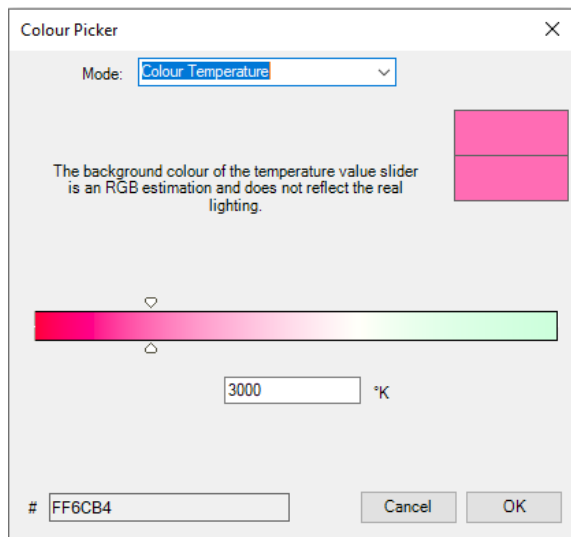 Colour Picker
Mode: Colour Temperature
The background colour of the temperature value slider
is an RGB estimation and does not reflect the real
lighting.
3000 °K
# FF6CB4 Cancel OK